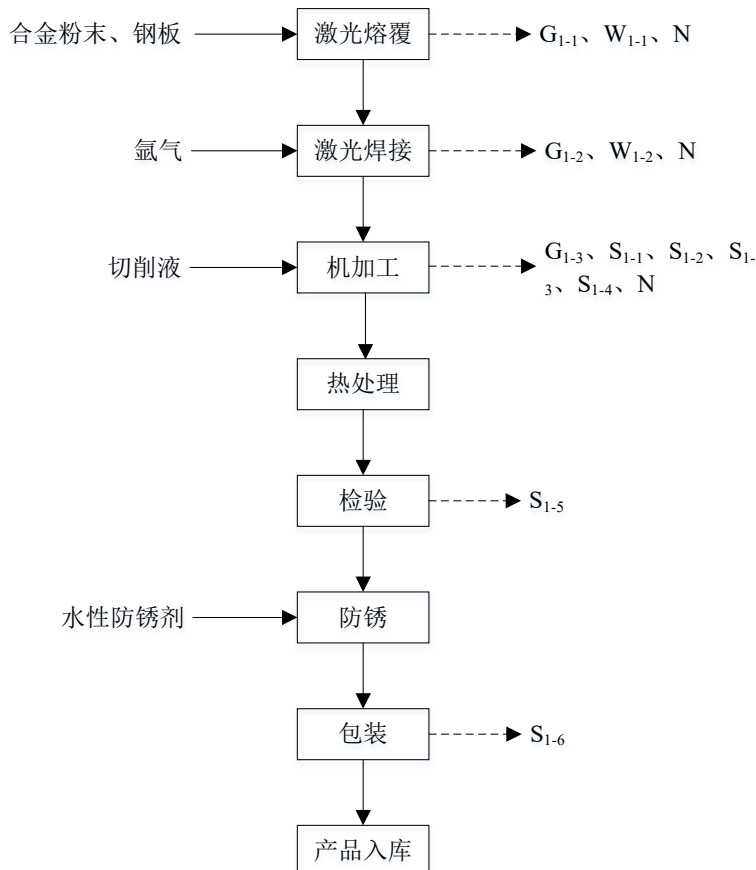 合金粉末、钢板
激光熔覆
G₁₋₁、W₁₋₁、N
氩气
激光焊接
G₁₋₂、W₁₋₂、N
切削液
机加工
G₁₋₃、S₁₋₁、S₁₋₂、S₁₋
₃、S₁₋₄、N
热处理
检验
S₁₋₅
水性防锈剂
防锈
包装
S₁₋₆
产品入库